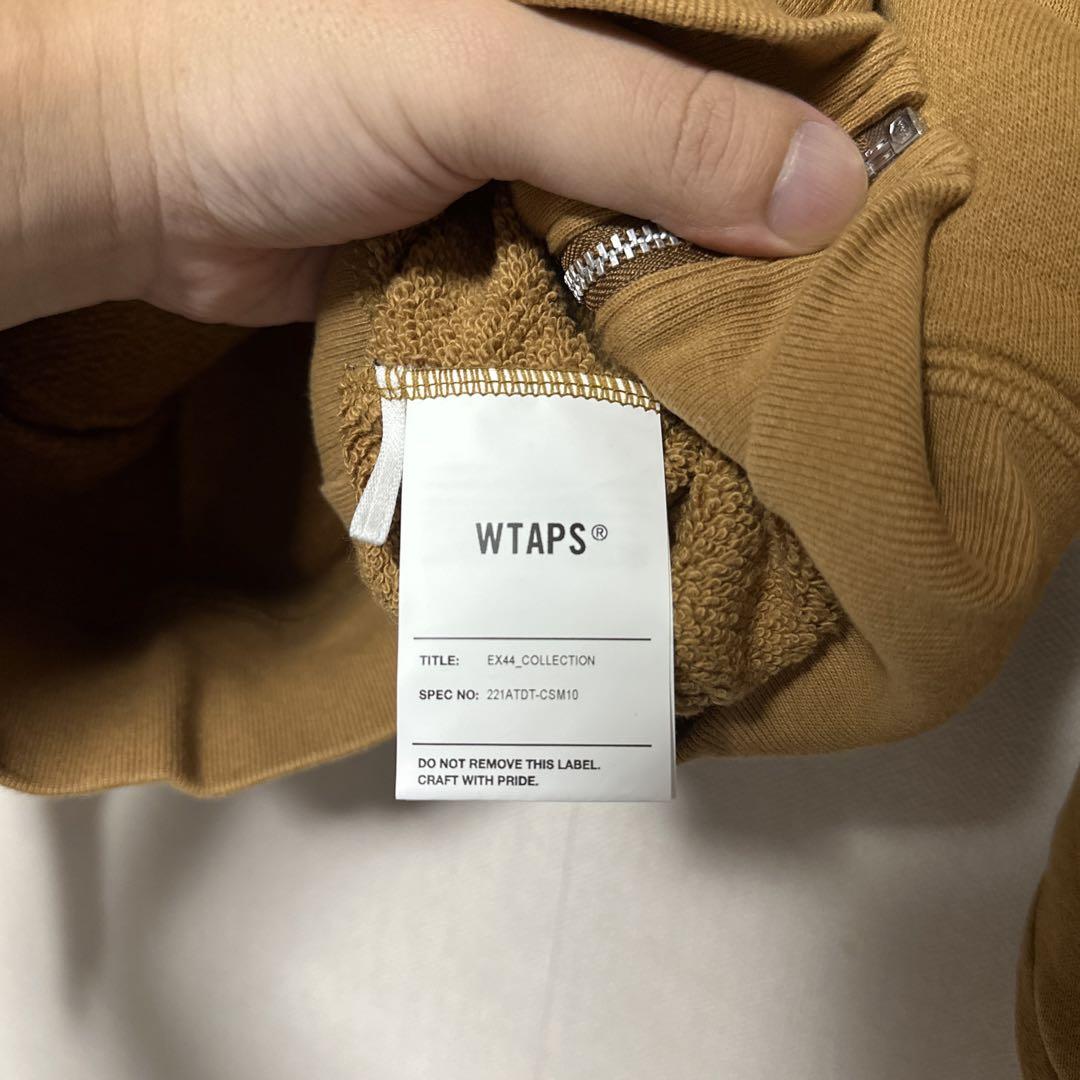 WTAPS®
TITLE: EX44_COLLECTION
SPEC NO: 221ATDT-CSM10
DO NOT REMOVE THIS LABEL.
CRAFT WITH PRIDE.